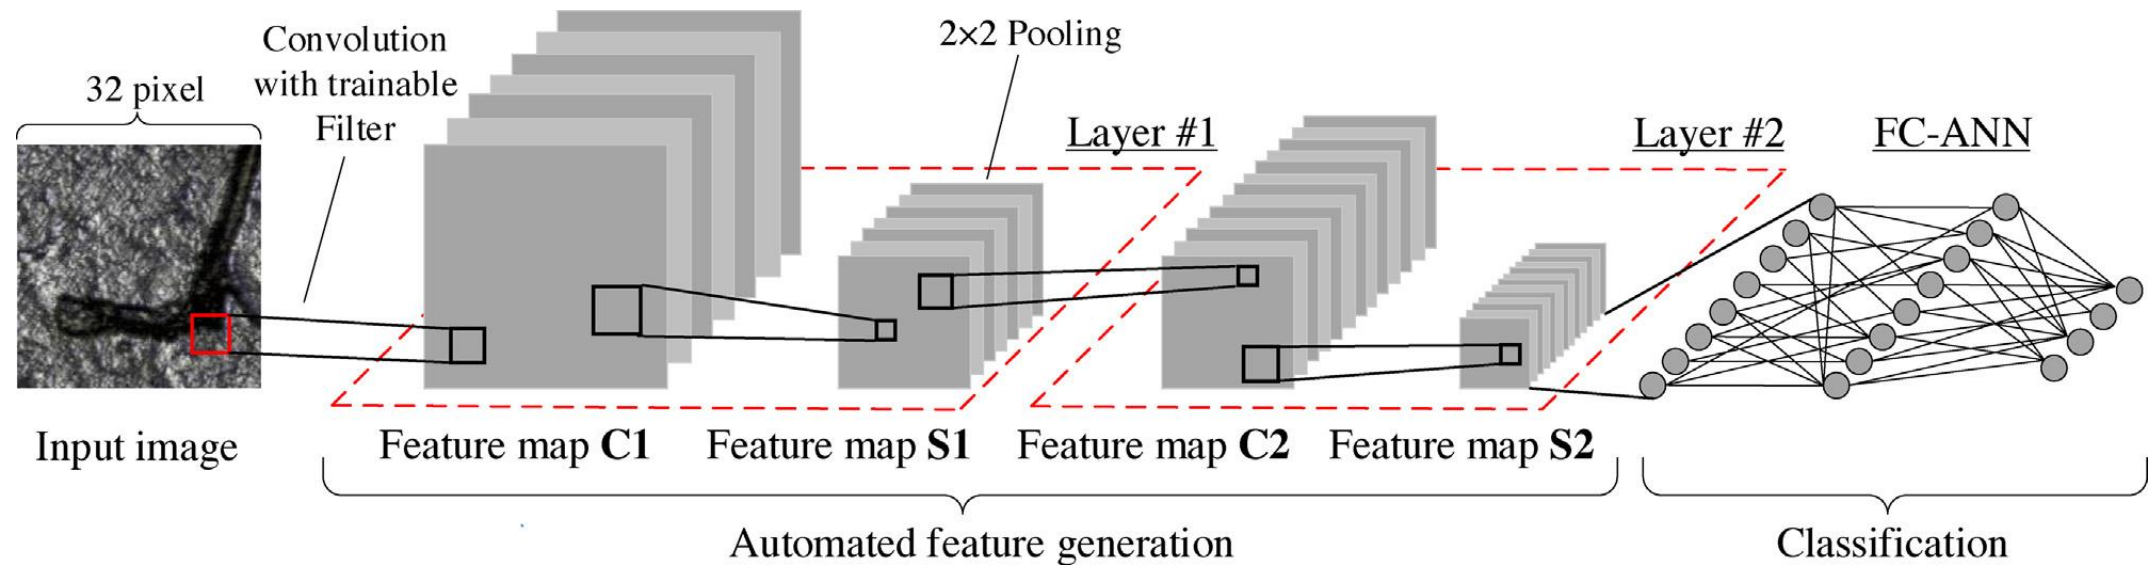 32 pixel
Convolution
with trainable
Filter
2×2 Pooling
Layer #1
Layer #2
FC-ANN
Input image
Feature map C1
Feature map S1
Feature map C2
Feature map S2
Automated feature generation
Classification